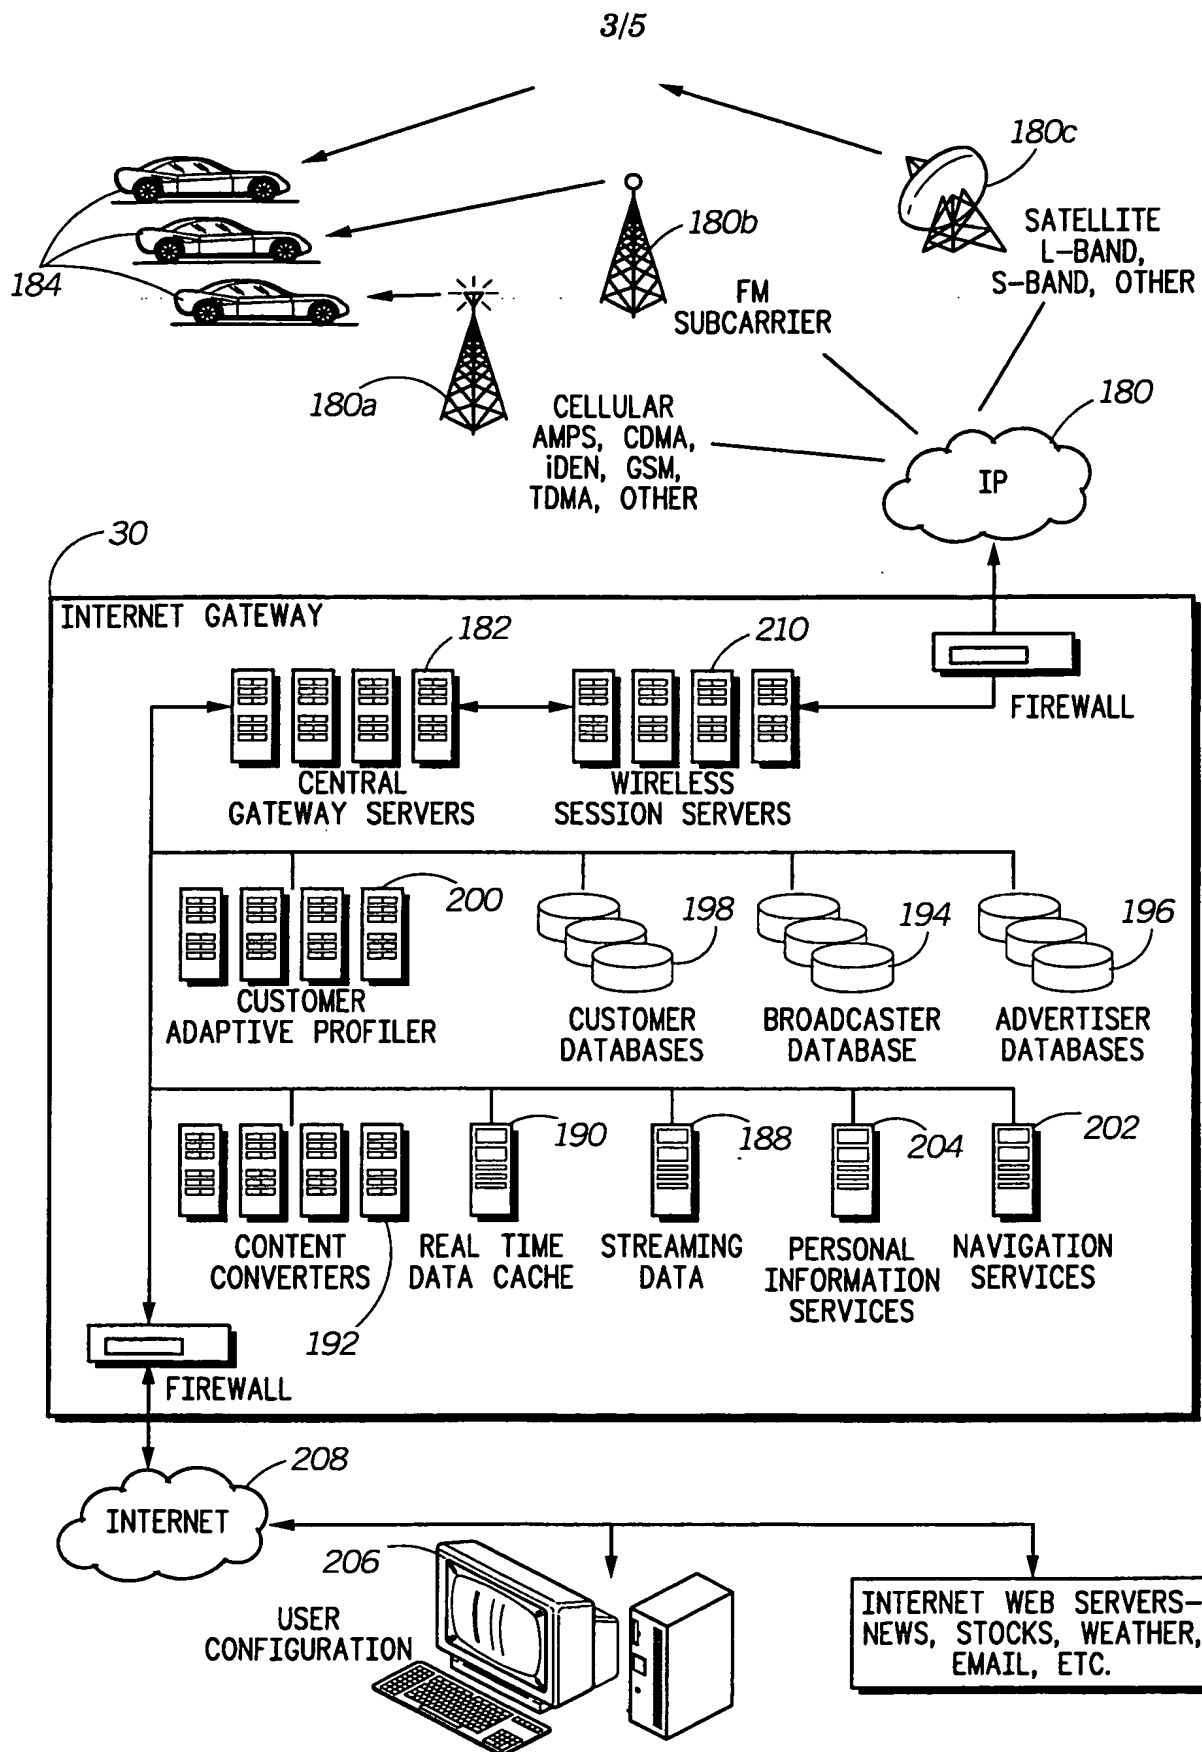 3/5
180c
SATELLITE
L-BAND,
S-BAND, OTHER
180b
FM
SUBCARRIER
184
180a
CELLULAR
AMPS, CDMA,
iDEN, GSM,
TDMA, OTHER
180
IP
30
INTERNET GATEWAY
182
210
FIREWALL
CENTRAL
GATEWAY SERVERS
WIRELESS
SESSION SERVERS
200
198
194
196
CUSTOMER
ADAPTIVE PROFILER
CUSTOMER
DATABASES
BROADCASTER
DATABASE
ADVERTISER
DATABASES
190
188
204
202
CONTENT
CONVERTERS
REAL TIME
DATA CACHE
STREAMING
DATA
PERSONAL
INFORMATION
SERVICES
NAVIGATION
SERVICES
192
FIREWALL
208
INTERNET
206
USER
CONFIGURATION
INTERNET WEB SERVERS-
NEWS, STOCKS, WEATHER,
EMAIL, ETC.